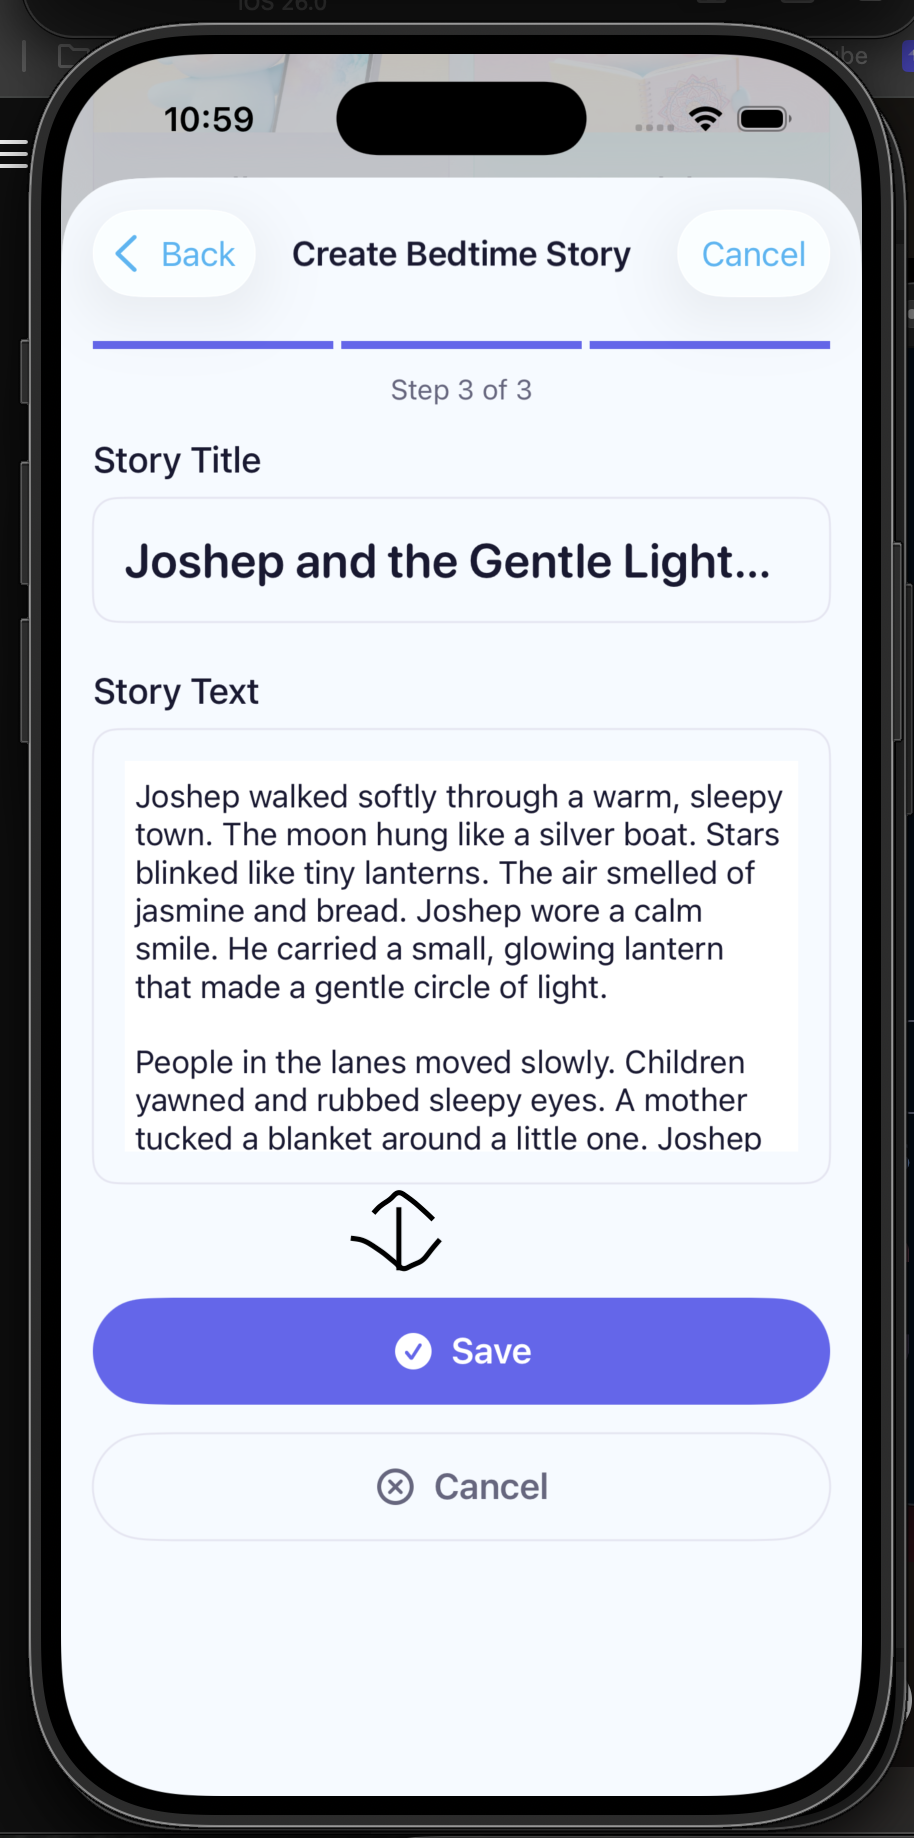 iOS 26.0
be
10:59
Back
Create Bedtime Story
Cancel
Step 3 of 3
Story Title
Joshep and the Gentle Light...
Story Text
Joshep walked softly through a warm, sleepy
town. The moon hung like a silver boat. Stars
blinked like tiny lanterns. The air smelled of
jasmine and bread. Joshep wore a calm
smile. He carried a small, glowing lantern
that made a gentle circle of light.
People in the lanes moved slowly. Children
yawned and rubbed sleepy eyes. A mother
tucked a blanket around a little one. Joshep
Save
Cancel